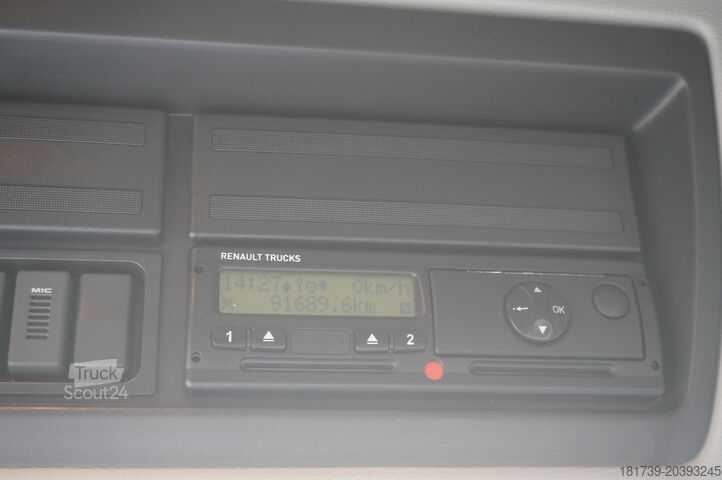 RENAULT TRUCKS
14:27 0km/h
91689.6km
MIC
1
2
OK
Truck
Scout24
181739-20393245